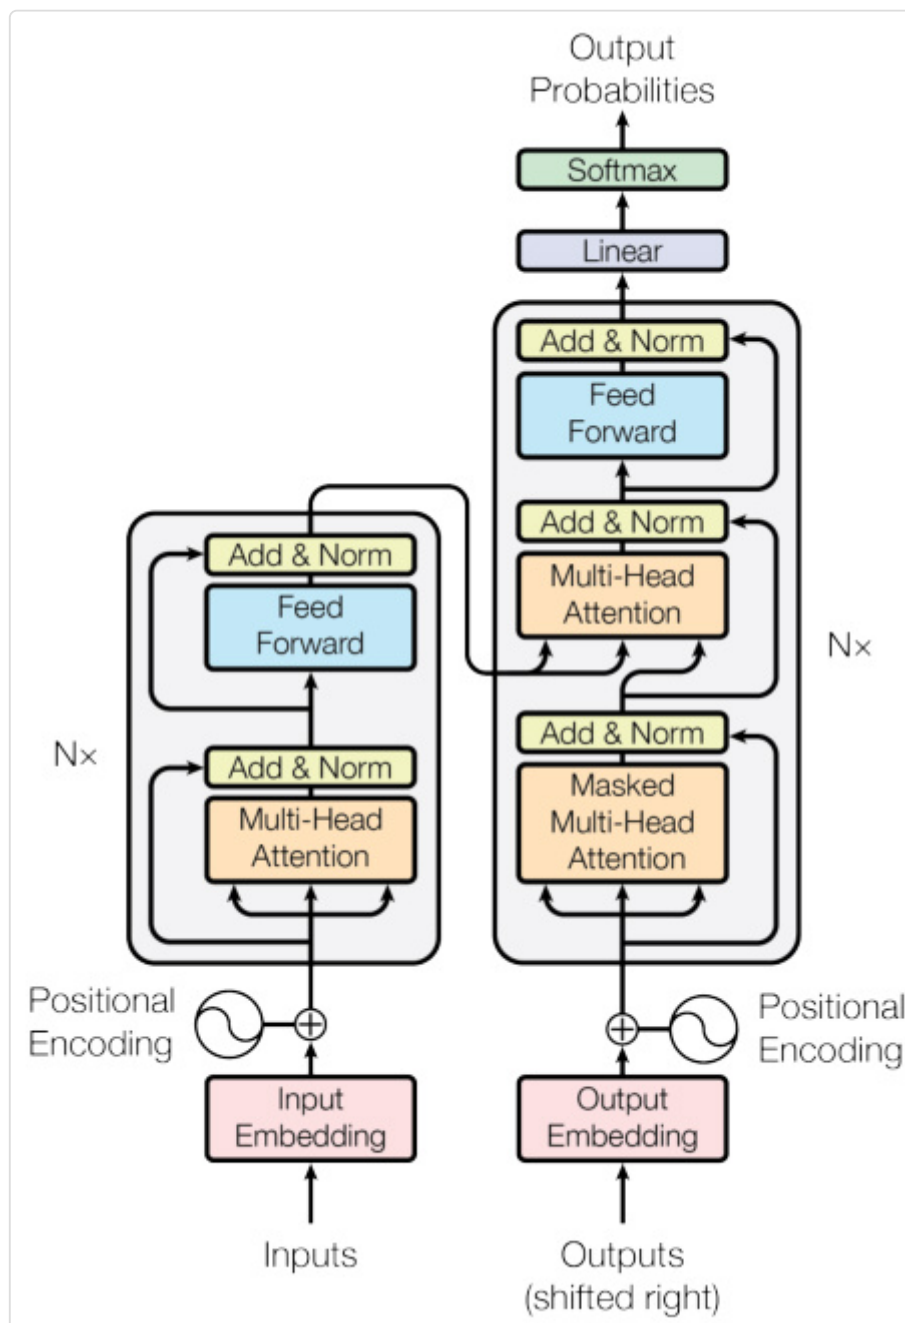 Output
Probabilities
Softmax
Linear
Add & Norm
Feed
Forward
Add & Norm
Multi-Head
Attention
N×
Add & Norm
Masked
Multi-Head
Attention
Add & Norm
Feed
Forward
N×
Add & Norm
Multi-Head
Attention
Positional
Encoding
Positional
Encoding
Input
Embedding
Output
Embedding
Inputs
Outputs
(shifted right)